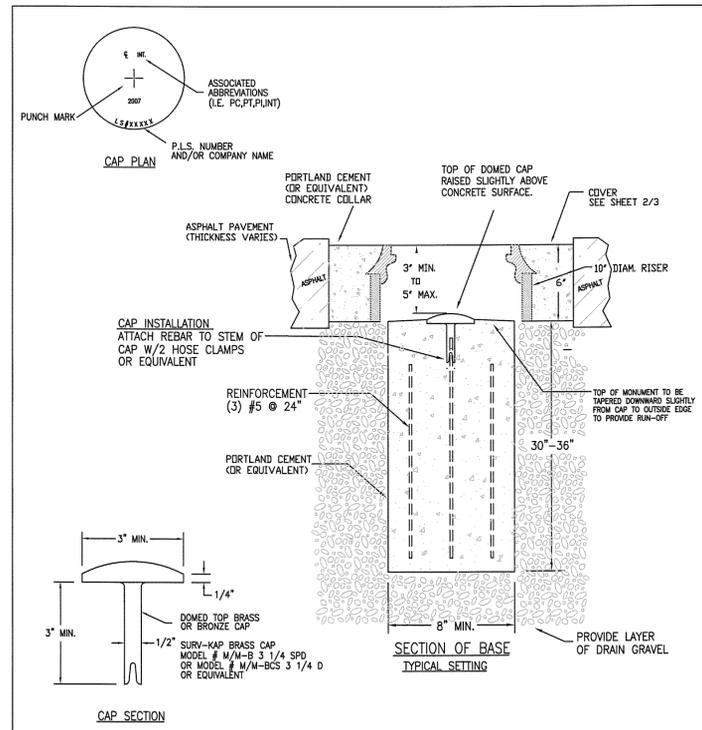 ℄ INT.
2007
LS#XXXXX
PUNCH MARK
ASSOCIATED
ABBREVIATIONS
(I.E. PC,PT,PI,INT)
P.L.S. NUMBER
AND/OR COMPANY NAME
CAP PLAN
PORTLAND CEMENT
(OR EQUIVALENT)
CONCRETE COLLAR
TOP OF DOMED CAP
RAISED SLIGHTLY ABOVE
CONCRETE SURFACE.
COVER
SEE SHEET 2/3
ASPHALT PAVEMENT
(THICKNESS VARIES)
ASPHALT
3" MIN.
TO
5" MAX.
6"
ASPHALT
10" DIAM. RISER
CAP INSTALLATION
ATTACH REBAR TO STEM OF
CAP W/2 HOSE CLAMPS
OR EQUIVALENT
REINFORCEMENT
(3) #5 @ 24"
TOP OF MONUMENT TO BE
TAPERED DOWNWARD SLIGHTLY
FROM CAP TO OUTSIDE EDGE
TO PROVIDE RUN-OFF
30"-36"
PORTLAND CEMENT
(OR EQUIVALENT)
3" MIN.
1/4"
3" MIN.
DOMED TOP BRASS
OR BRONZE CAP
1/2"
SURV-KAP BRASS CAP
MODEL # M/M-B 3 1/4 SPD
OR MODEL # M/M-BCS 3 1/4 D
OR EQUIVALENT
CAP SECTION
8" MIN.
SECTION OF BASE
TYPICAL SETTING
PROVIDE LAYER
OF DRAIN GRAVEL